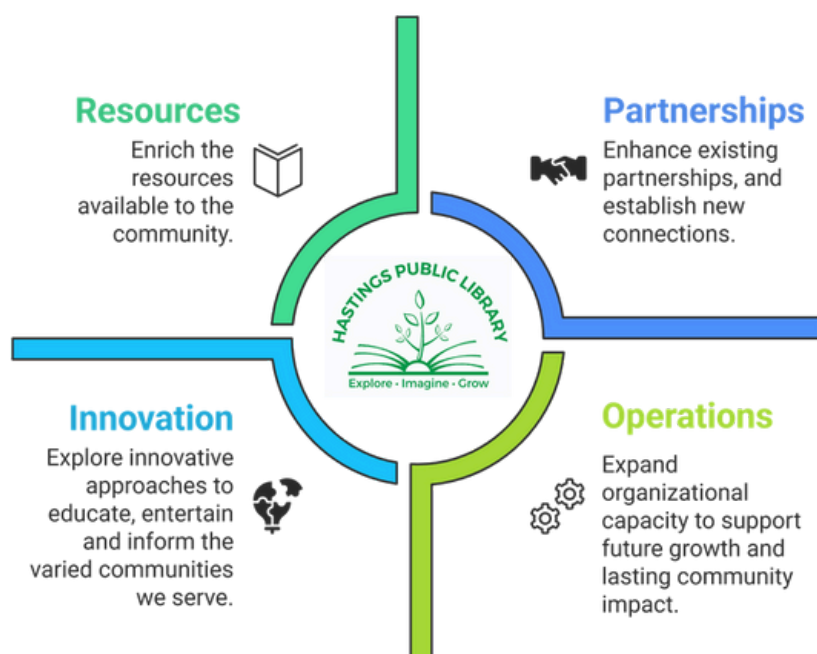 Resources
Enrich the
resources
available to the
community.
Partnerships
Enhance existing
partnerships, and
establish new
connections.
HASTINGS PUBLIC LIBRARY
Explore • Imagine • Grow
Innovation
Explore innovative
approaches to
educate, entertain
and inform the
varied communities
we serve.
Operations
Expand
organizational
capacity to support
future growth and
lasting community
impact.